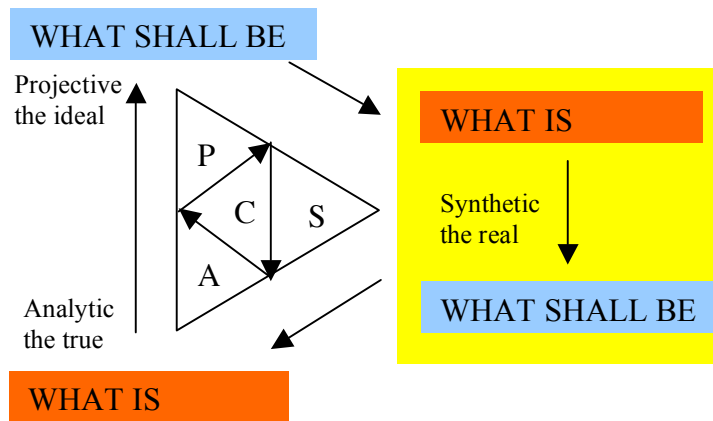 WHAT SHALL BE
Projective
the ideal
P
C
S
A
Analytic
the true
WHAT IS
WHAT IS
Synthetic
the real
WHAT SHALL BE